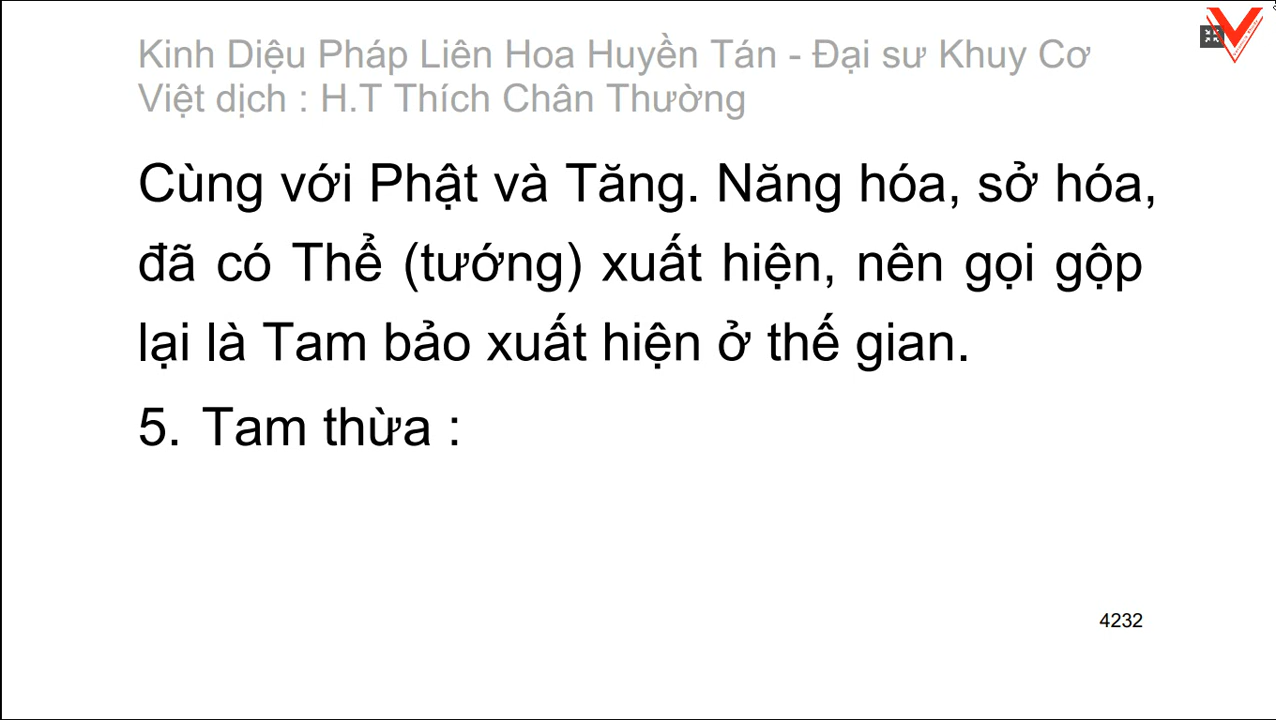 Kinh Diệu Pháp Liên Hoa Huyền Tán - Đại sư Khuy Cơ
Việt dịch : H.T Thích Chân Thường
Cùng với Phật và Tăng. Năng hóa, sở hóa,
đã có Thể (tướng) xuất hiện, nên gọi gộp
lại là Tam bảo xuất hiện ở thế gian.
5. Tam thừa :
4232